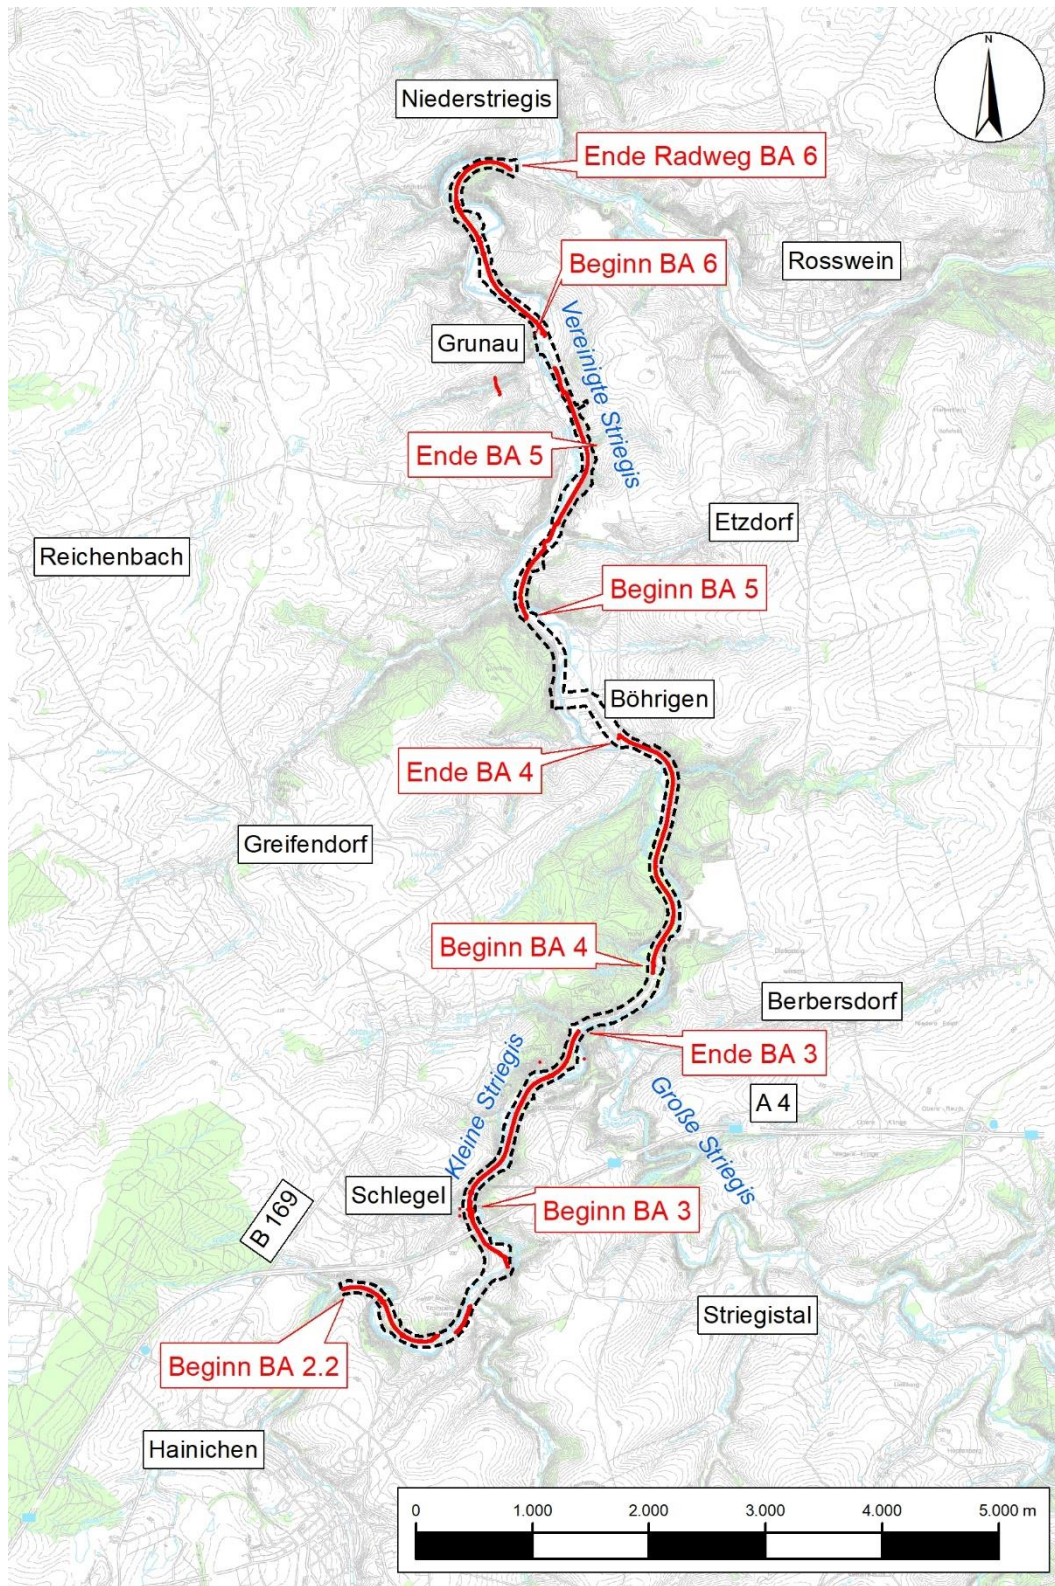 N
Niederstriegis
Ende Radweg BA 6
Rosswein
Beginn BA 6
Grunau
Vereinigte Striegis
Ende BA 5
Etzdorf
Reichenbach
Beginn BA 5
Böhrigen
Ende BA 4
Greifendorf
Beginn BA 4
Berbersdorf
Ende BA 3
Kleine Striegis
Große Striegis
A 4
Schlegel
B 169
Beginn BA 3
Striegistal
Beginn BA 2.2
Hainichen
0 1.000 2.000 3.000 4.000 5.000 m